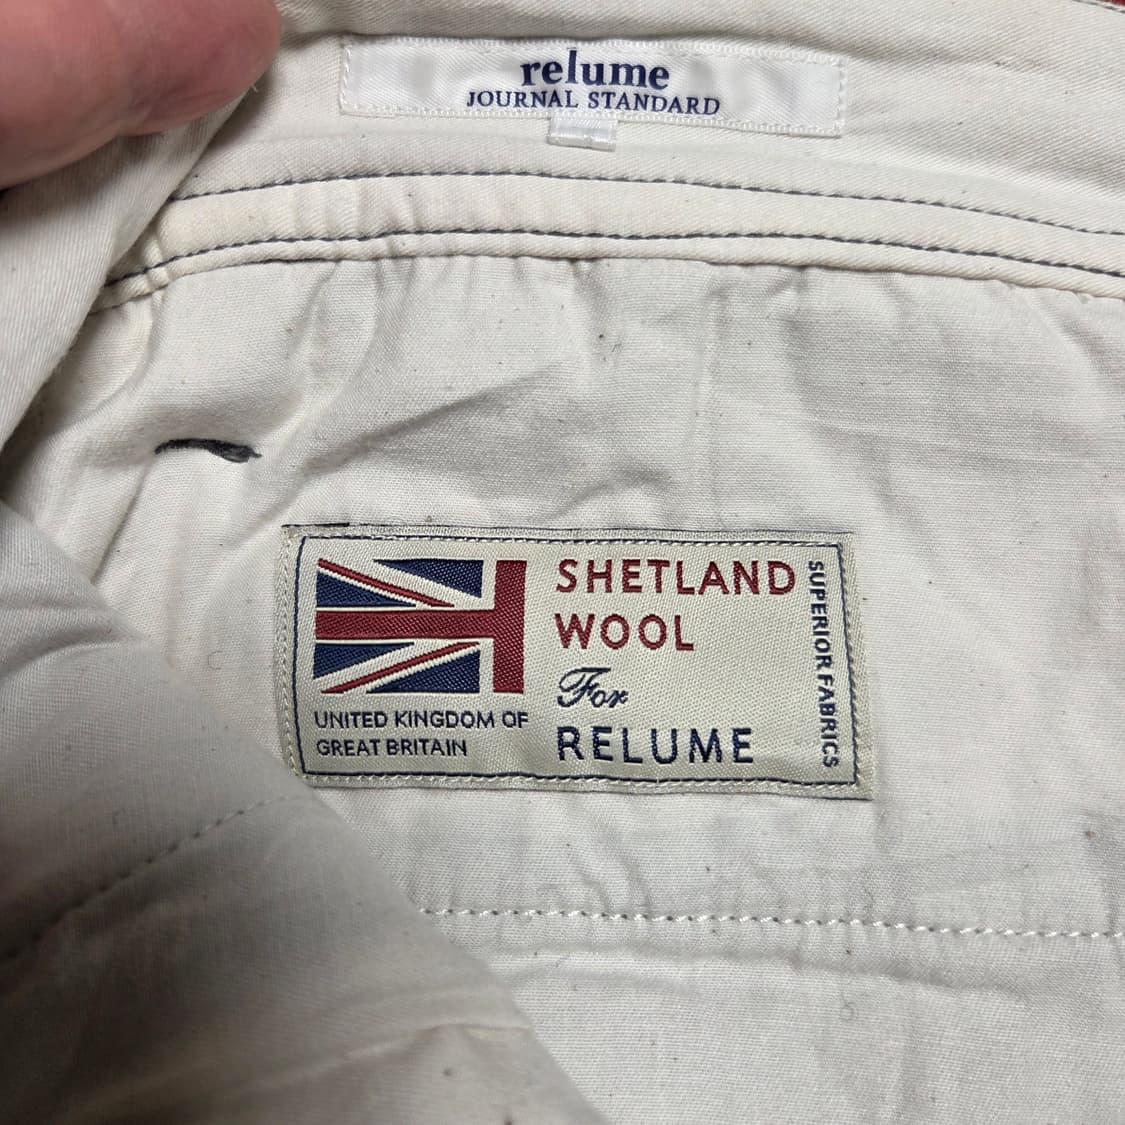 relume
JOURNAL STANDARD
SHETLAND
WOOL
For
RELUME
UNITED KINGDOM OF
GREAT BRITAIN
SUPERIOR FABRICS